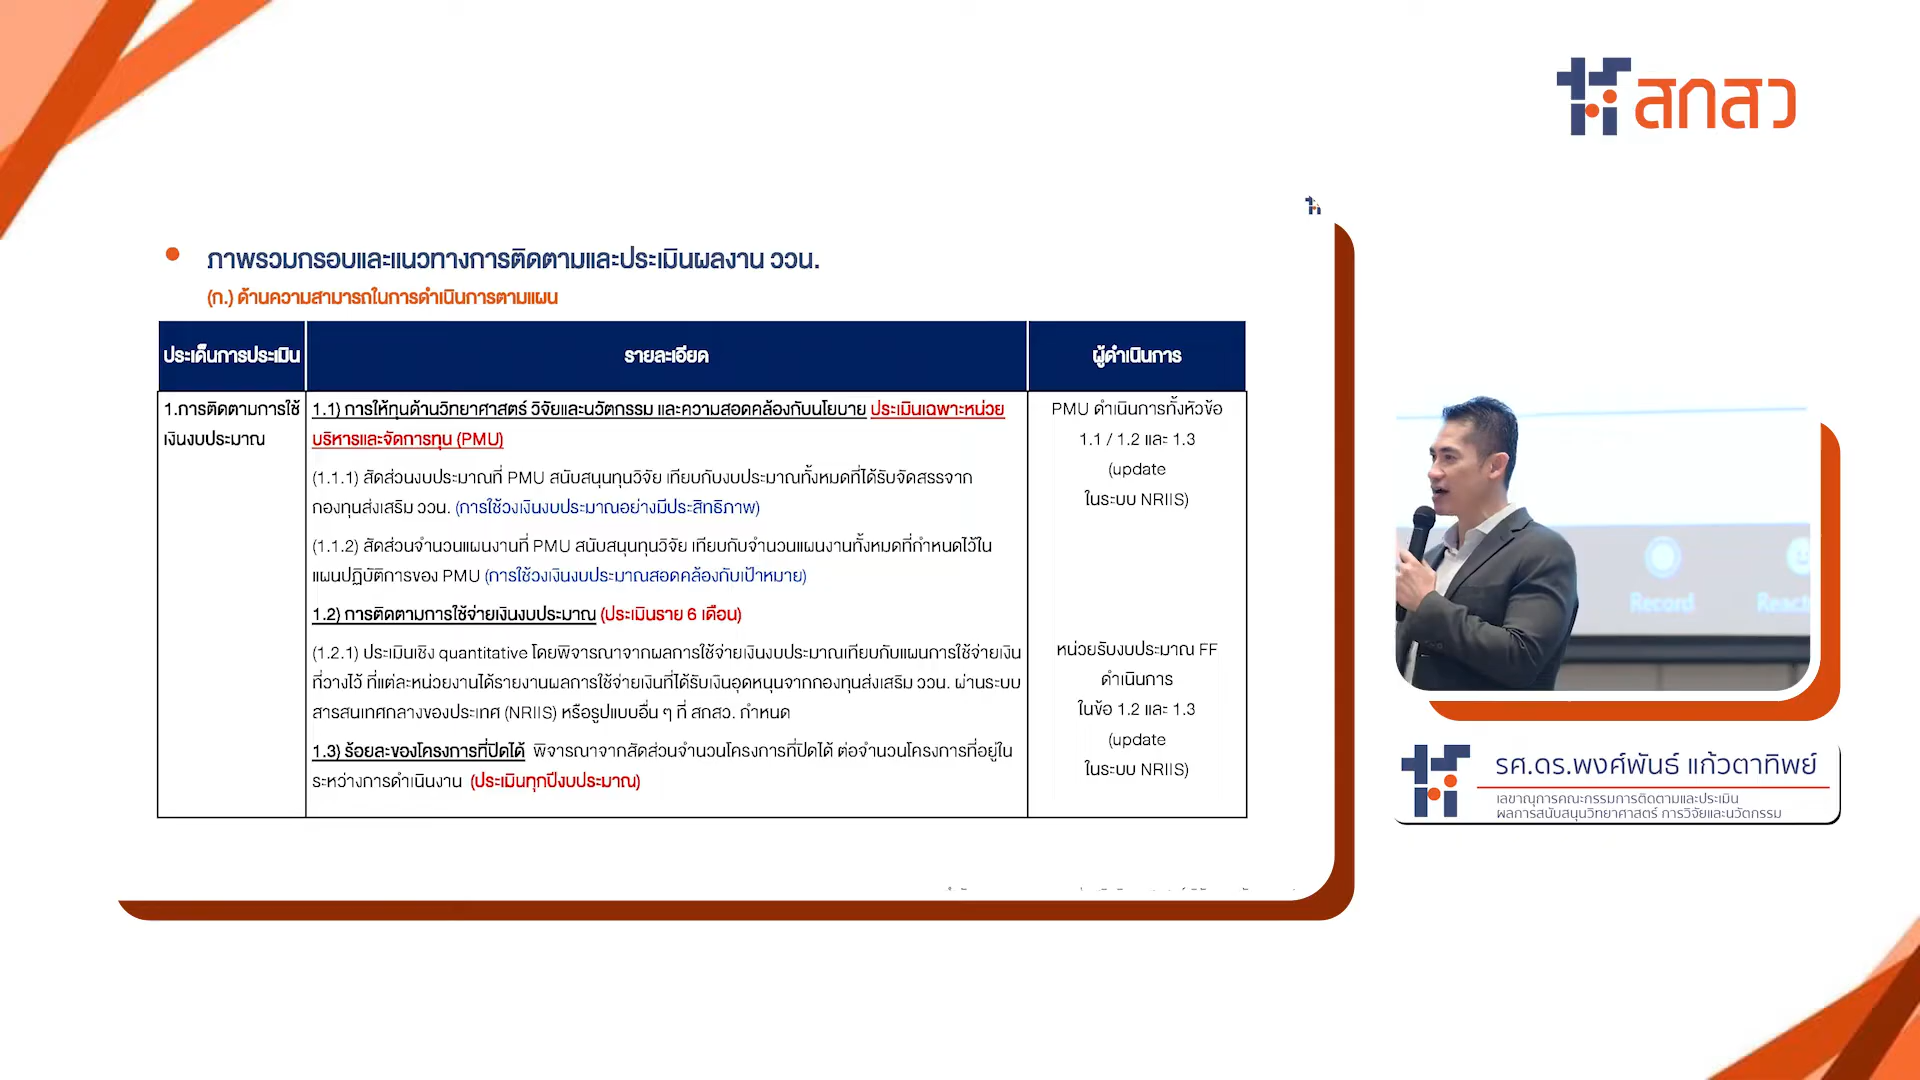 สกสว
ภาพรวมกรอบและแนวทางการติดตามและประเมินผลงาน ววน.
(ก.) ด้านความสามารถในการดำเนินการตามแผน
ประเด็นการประเมิน
รายละเอียด
ผู้ดำเนินการ
1.การติดตามการใช้
เงินงบประมาณ
1.1) การให้ทุนด้านวิทยาศาสตร์ วิจัยและนวัตกรรม และความสอดคล้องกับนโยบาย ประเมินเฉพาะหน่วย
บริหารและจัดการทุน (PMU)
(1.1.1) สัดส่วนงบประมาณที่ PMU สนับสนุนทุนวิจัย เทียบกับงบประมาณทั้งหมดที่ได้รับจัดสรรจาก
กองทุนส่งเสริม ววน. (การใช้วงเงินงบประมาณอย่างมีประสิทธิภาพ)
(1.1.2) สัดส่วนจำนวนแผนงานที่ PMU สนับสนุนทุนวิจัย เทียบกับจำนวนแผนงานทั้งหมดที่กำหนดไว้ใน
แผนปฏิบัติการของ PMU (การใช้วงเงินงบประมาณสอดคล้องกับเป้าหมาย)
1.2) การติดตามการใช้จ่ายเงินงบประมาณ (ประเมินราย 6 เดือน)
(1.2.1) ประเมินเชิง quantitative โดยพิจารณาจากผลการใช้จ่ายเงินงบประมาณเทียบกับแผนการใช้จ่ายเงิน
ที่วางไว้ ที่แต่ละหน่วยงานได้รายงานผลการใช้จ่ายเงินที่ได้รับเงินอุดหนุนจากกองทุนส่งเสริม ววน. ผ่านระบบ
สารสนเทศกลางของประเทศ (NRIIS) หรือรูปแบบอื่น ๆ ที่ สกสว. กำหนด
1.3) ร้อยละของโครงการที่ปิดได้ พิจารณาจากสัดส่วนจำนวนโครงการที่ปิดได้ ต่อจำนวนโครงการที่อยู่ใน
ระหว่างการดำเนินงาน (ประเมินทุกปีงบประมาณ)
PMU ดำเนินการทั้งหัวข้อ
1.1 / 1.2 และ 1.3
(update
ในระบบ NRIIS)
หน่วยรับงบประมาณ FF
ดำเนินการ
ในข้อ 1.2 และ 1.3
(update
ในระบบ NRIIS)
Record
รศ.ดร.พงศ์พันธ์ แก้วตาทิพย์
เลขานุการคณะกรรมการติดตามและประเมิน
ผลการสนับสนุนวิทยาศาสตร์ การวิจัยและนวัตกรรม